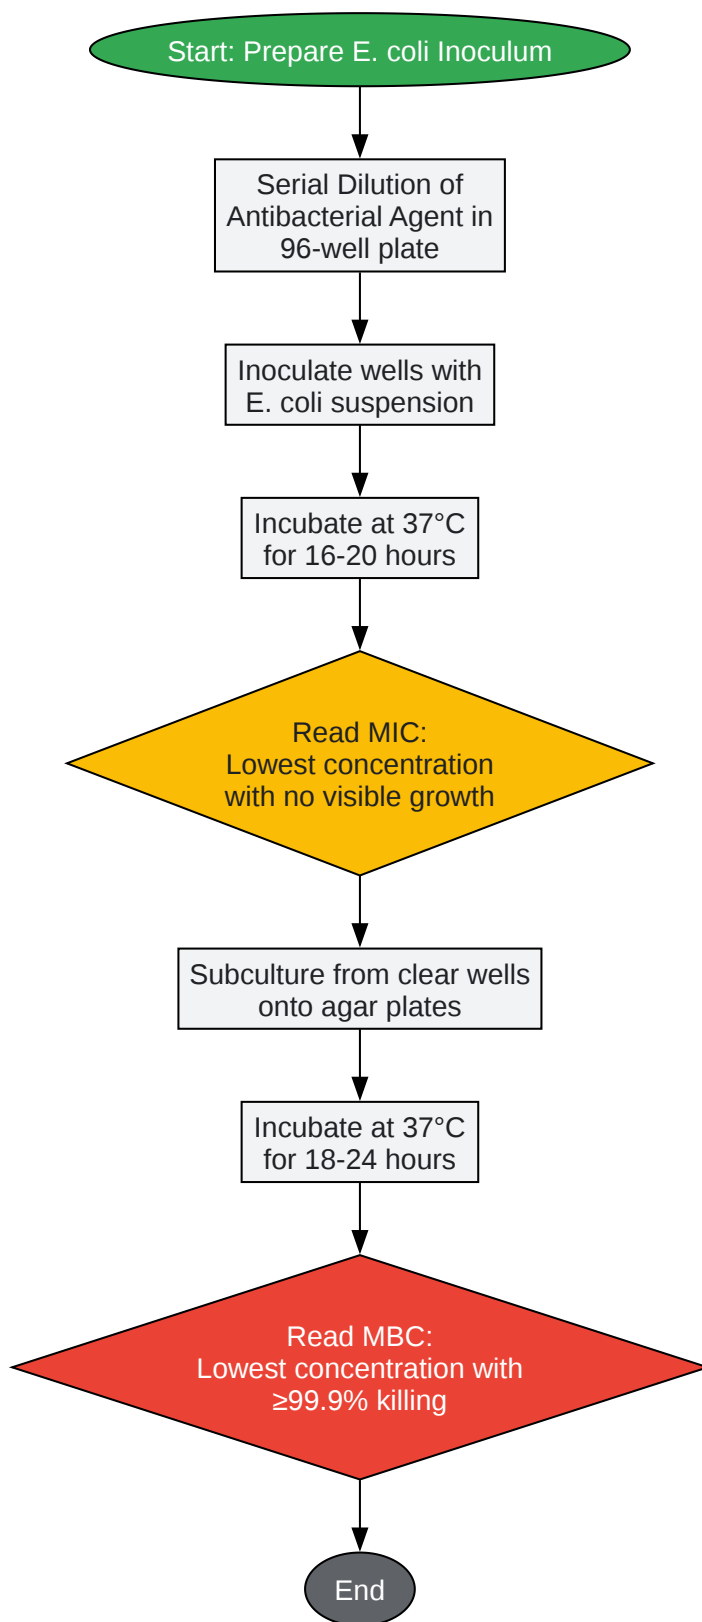 Start: Prepare E. coli Inoculum
Serial Dilution of
Antibacterial Agent in
96-well plate
Inoculate wells with
E. coli suspension
Incubate at 37°C
for 16-20 hours
Read MIC:
Lowest concentration
with no visible growth
Subculture from clear wells
onto agar plates
Incubate at 37°C
for 18-24 hours
Read MBC:
Lowest concentration with
≥99.9% killing
End